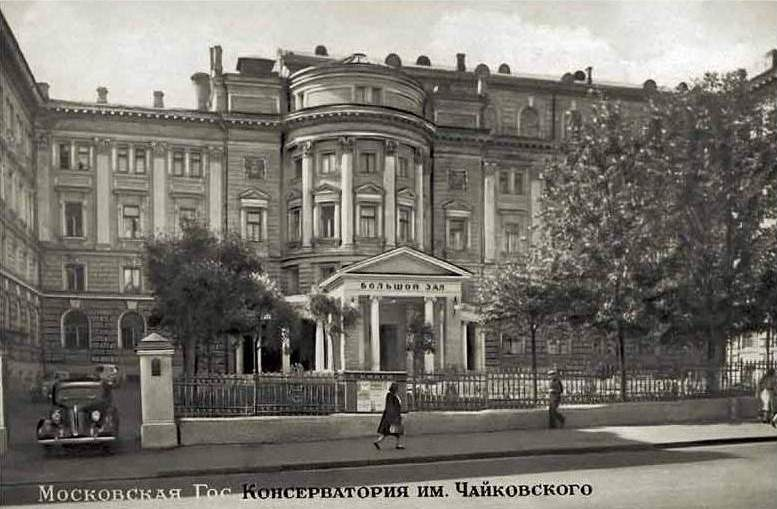 БОЛЬШОЙ ЗАЛ
Московская Гос. Консерватория им. Чайковского